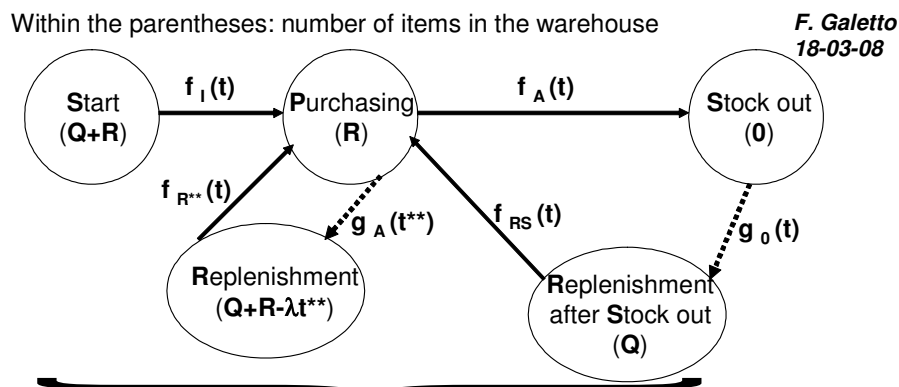 Within the parentheses: number of items in the warehouse
F. Galetto
18-03-08
Start
(Q+R)
f I (t)
Purchasing
(R)
f A (t)
Stock out
(0)
f R** (t)
g A (t**)
f RS (t)
g 0 (t)
Replenishment
(Q+R-λt**)
Replenishment
after Stock out
(Q)